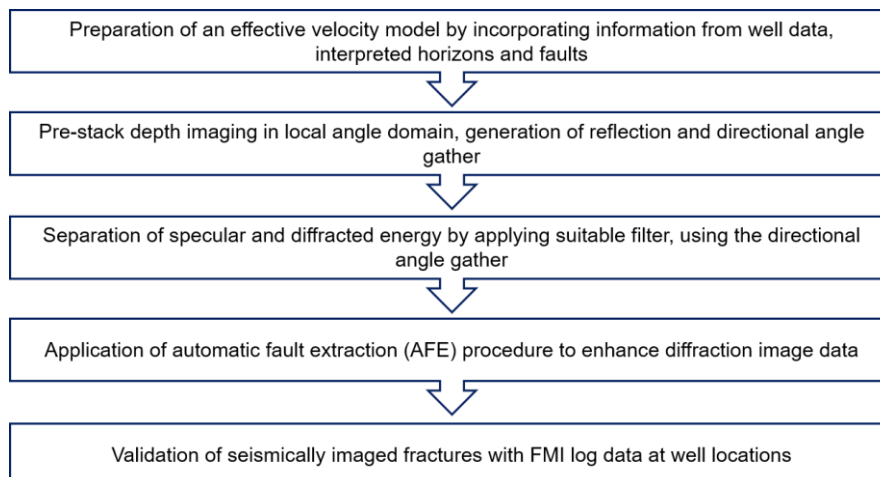 Preparation of an effective velocity model by incorporating information from well data,
interpreted horizons and faults
Pre-stack depth imaging in local angle domain, generation of reflection and directional angle
gather
Separation of specular and diffracted energy by applying suitable filter, using the directional
angle gather
Application of automatic fault extraction (AFE) procedure to enhance diffraction image data
Validation of seismically imaged fractures with FMI log data at well locations